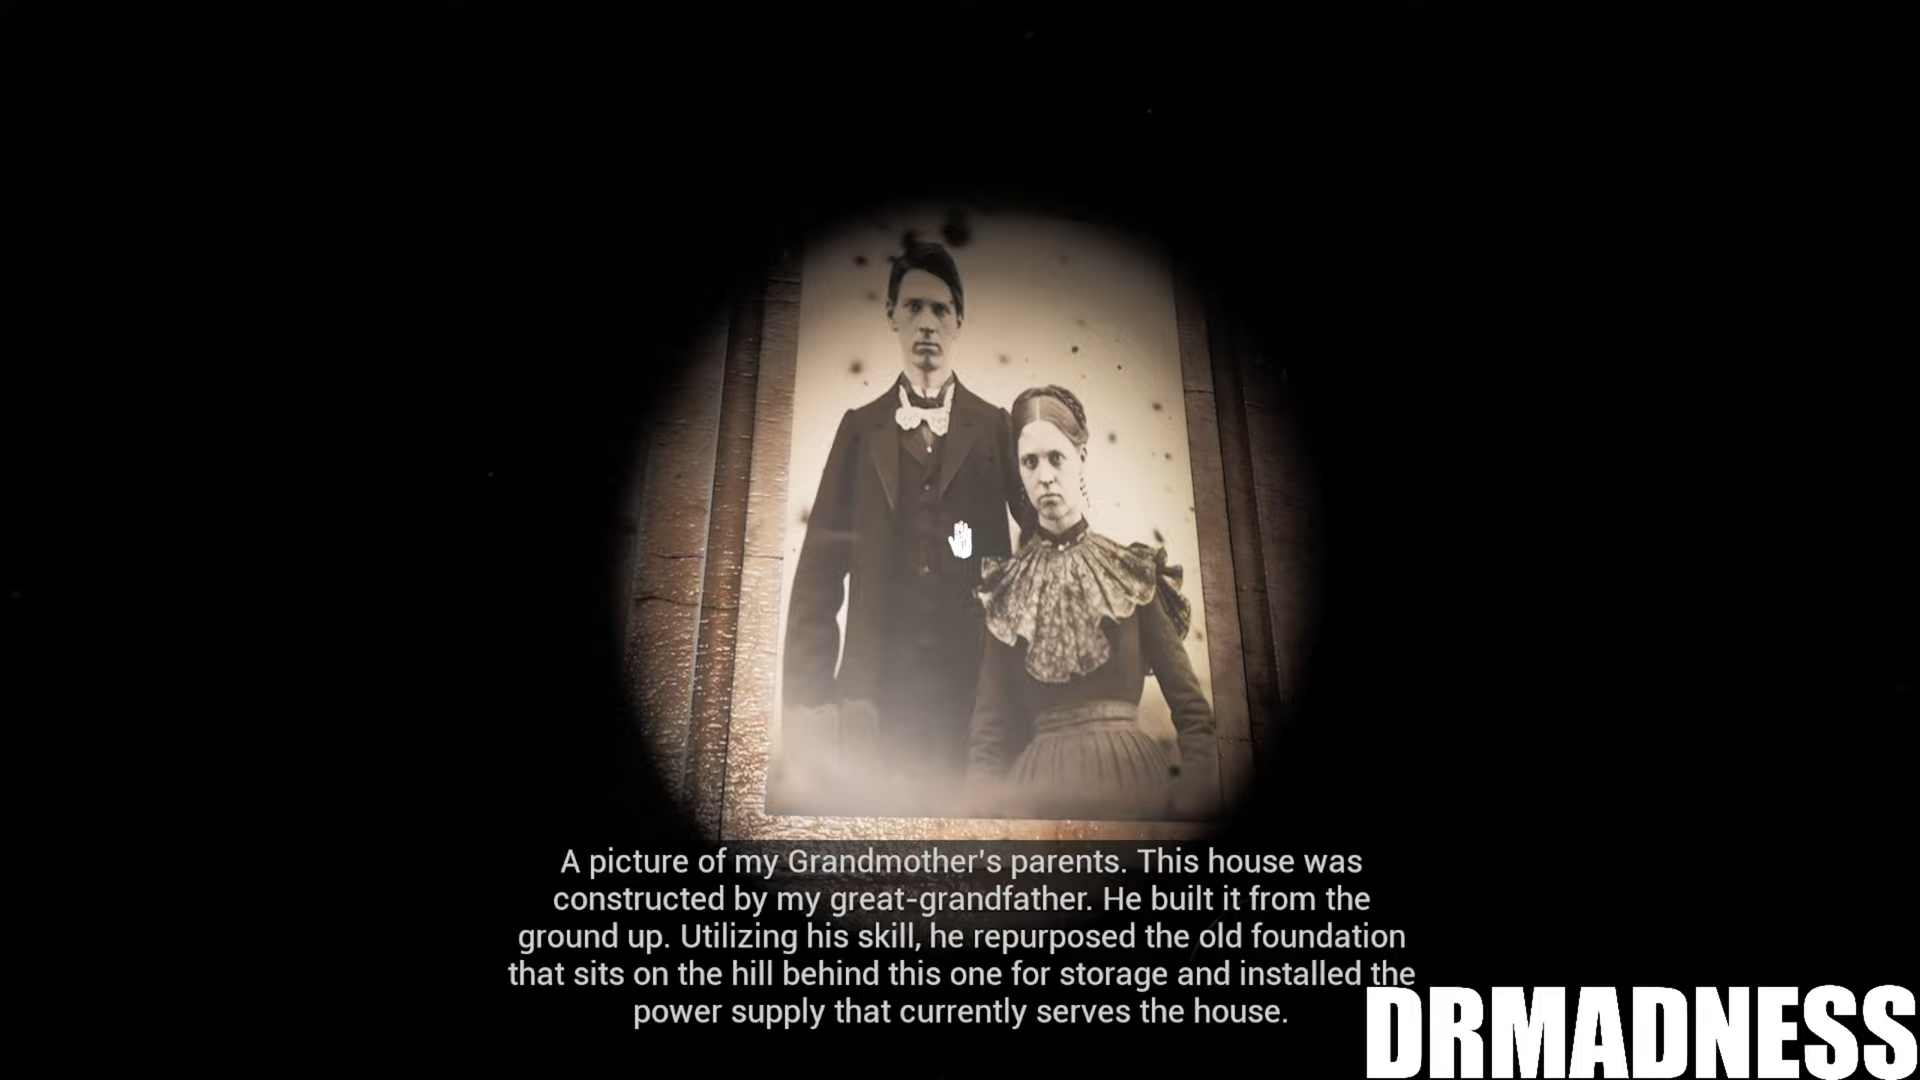 A picture of my Grandmother's parents. This house was
constructed by my great-grandfather. He built it from the
ground up. Utilizing his skill, he repurposed the old foundation
that sits on the hill behind this one for storage and installed the
power supply that currently serves the house.
DRMADNESS